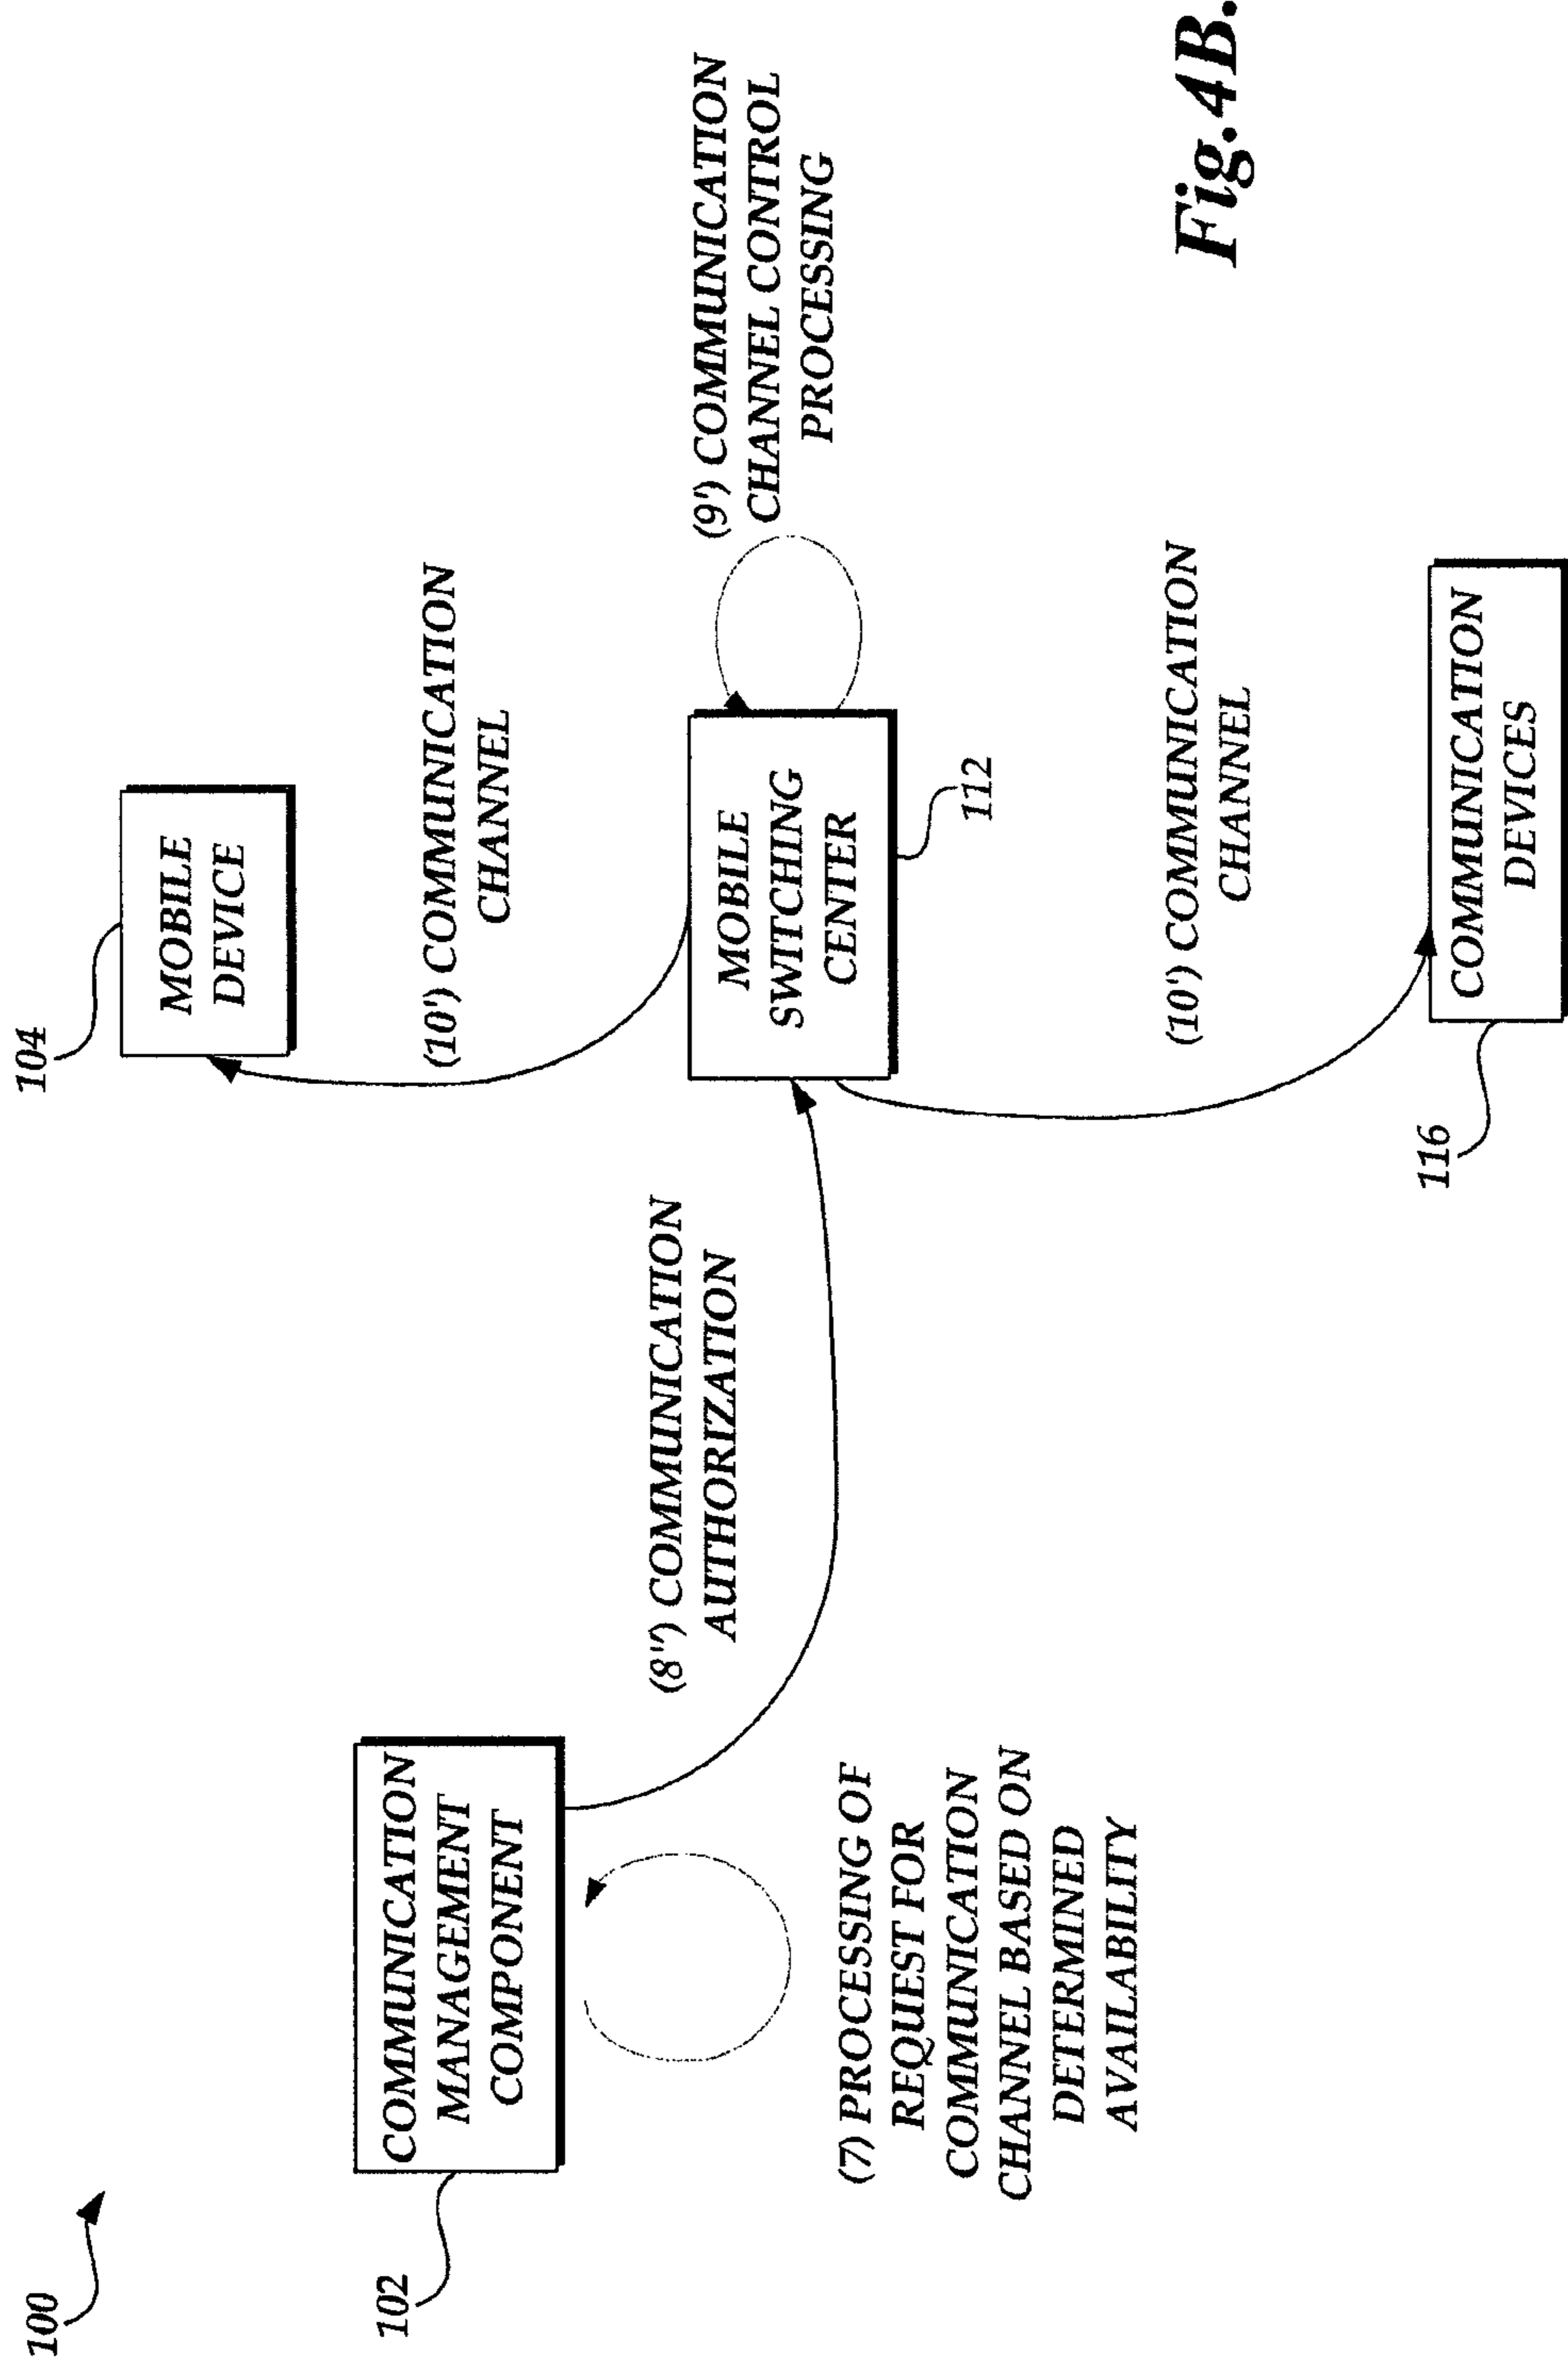 100
104
MOBILE
DEVICE
102
COMMUNICATION
MANAGEMENT
COMPONENT
(10') COMMUNICATION
CHANNEL
(8") COMMUNICATION
AUTHORIZATION
MOBILE
SWITCHING
CENTER
(9') COMMUNICATION
CHANNEL CONTROL
PROCESSING
112
(7) PROCESSING OF
REQUEST FOR
COMMUNICATION
CHANNEL BASED ON
DETERMINED
AVAILABILITY
(10') COMMUNICATION
CHANNEL
116
COMMUNICATION
DEVICES
Fig.4B.